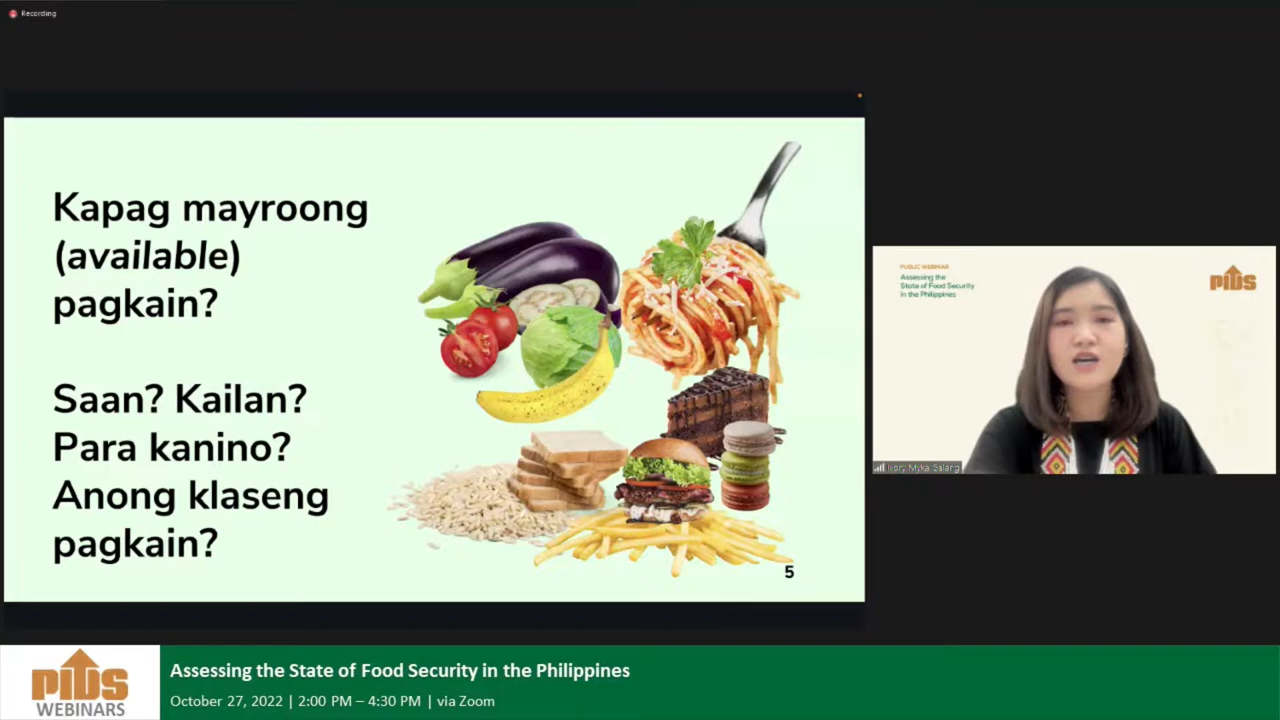 Recording
Kapag mayroong
(available)
pagkain?
Saan? Kailan?
Para kanino?
Anong klaseng
pagkain?
5
PUBLIC WEBINAR
Assessing the
State of Food Security
in the Philippines
PIDS
Ivory Myka Galang
PIDS
WEBINARS
Assessing the State of Food Security in the Philippines
October 27, 2022 | 2:00 PM – 4:30 PM | via Zoom